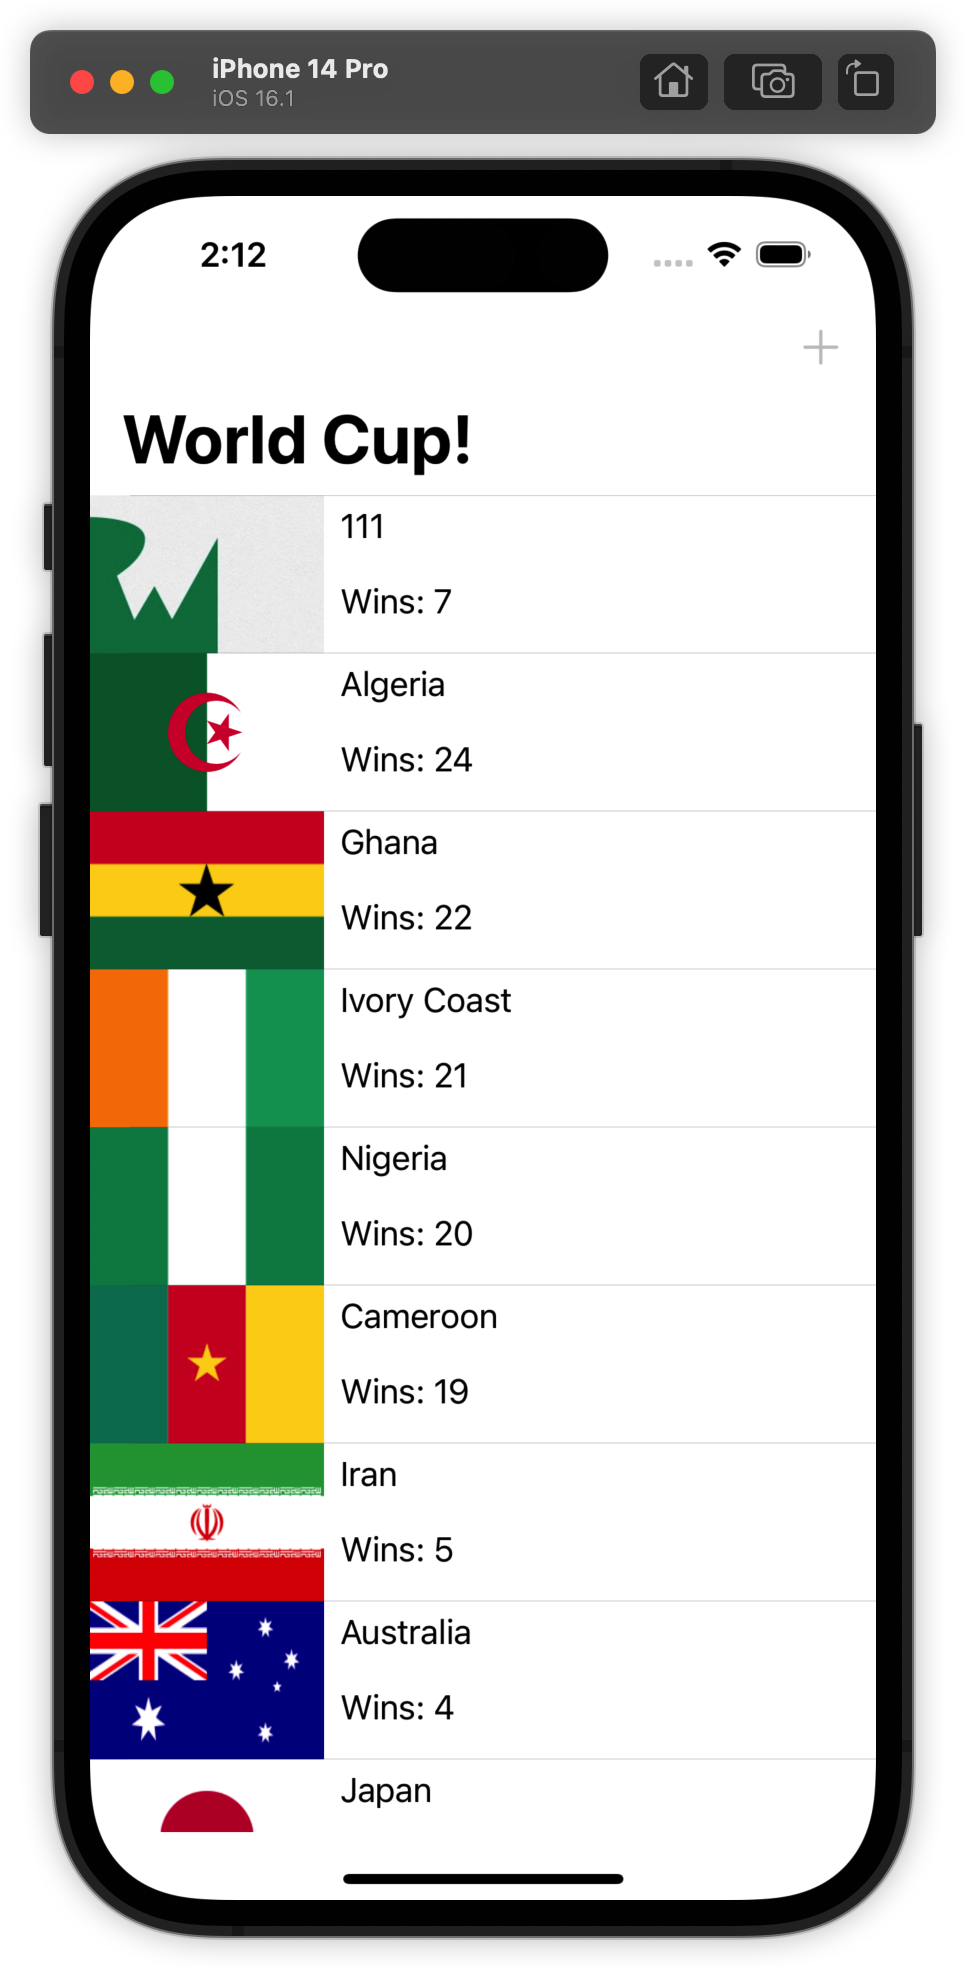 iPhone 14 Pro
iOS 16.1
2:12
World Cup!
111
Wins: 7
Algeria
Wins: 24
Ghana
Wins: 22
Ivory Coast
Wins: 21
Nigeria
Wins: 20
Cameroon
Wins: 19
Iran
Wins: 5
Australia
Wins: 4
Japan